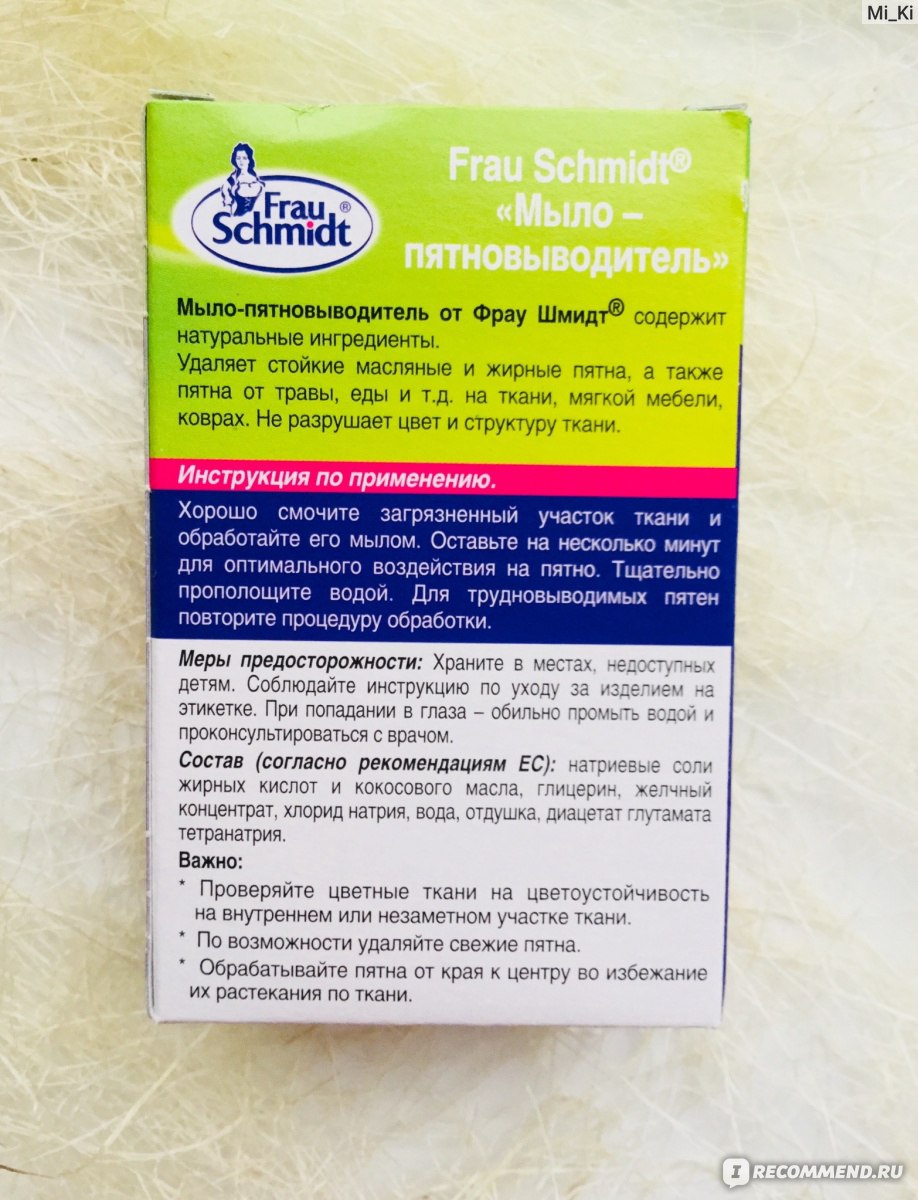 Mi_Ki
Frau
Schmidt®
Frau Schmidt®
«Мыло –
пятновыводитель»
Мыло-пятновыводитель от Фрау Шмидт® содержит
натуральные ингредиенты.
Удаляет стойкие масляные и жирные пятна, а также
пятна от травы, еды и т.д. на ткани, мягкой мебели,
коврах. Не разрушает цвет и структуру ткани.
Инструкция по применению.
Хорошо смочите загрязненный участок ткани и
обработайте его мылом. Оставьте на несколько минут
для оптимального воздействия на пятно. Тщательно
прополощите водой. Для трудновыводимых пятен
повторите процедуру обработки.
Меры предосторожности: Храните в местах, недоступных
детям. Соблюдайте инструкцию по уходу за изделием на
этикетке. При попадании в глаза – обильно промыть водой и
проконсультироваться с врачом.
Состав (согласно рекомендациям ЕС): натриевые соли
жирных кислот и кокосового масла, глицерин, желчный
концентрат, хлорид натрия, вода, отдушка, диацетат глутамата
тетранатрия.
Важно:
* Проверяйте цветные ткани на цветоустойчивость
на внутреннем или незаметном участке ткани.
* По возможности удаляйте свежие пятна.
* Обрабатывайте пятна от края к центру во избежание
их растекания по ткани.
IRECOMMEND.RU